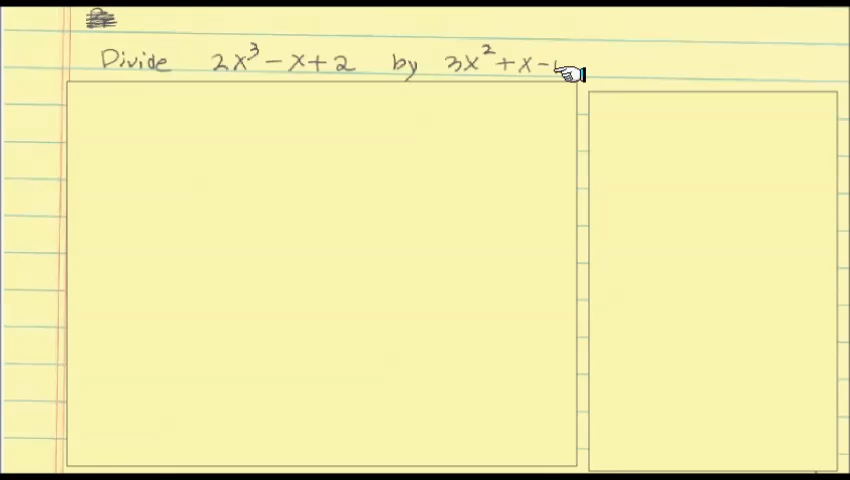 Divide 2x³ - x + 2 by 3x² + x -